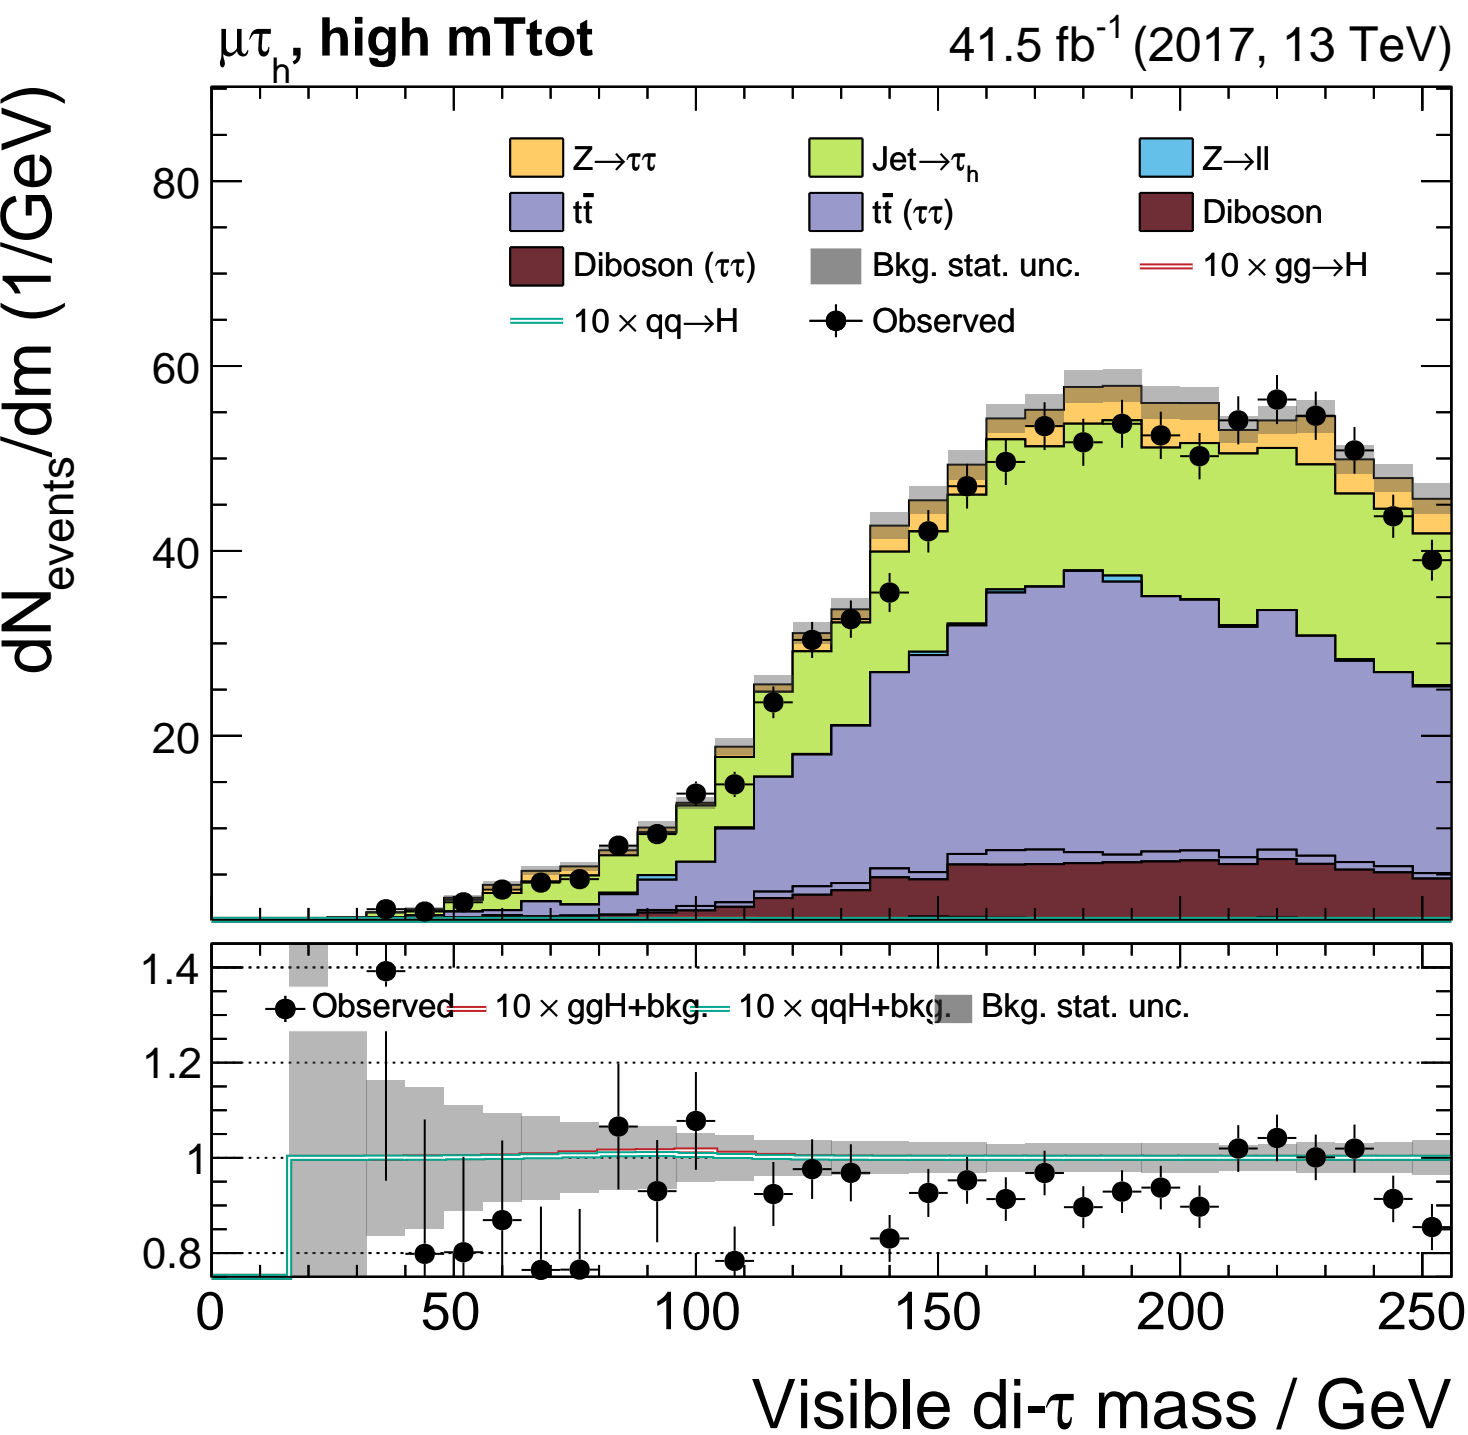 μτh, high mTtot 41.5 fb-1 (2017, 13 TeV)
dNevents/dm (1/GeV)
Z→ττ Jet→τh Z→ll
tt̄ tt̄ (ττ) Diboson
Diboson (ττ) Bkg. stat. unc. 10 × gg→H
10 × qq→H Observed
80
60
40
20
1.4
Observed 10 × ggH+bkg. 10 × qqH+bkg. Bkg. stat. unc.
1.2
1
0.8
0 50 100 150 200 250
Visible di-τ mass / GeV